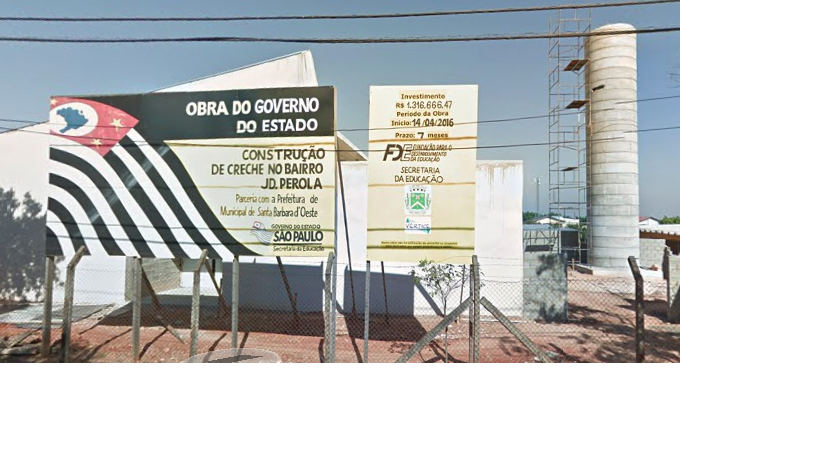 OBRA DO GOVERNO
DO ESTADO
CONSTRUÇÃO
DE CRECHE NO BAIRRO
JD. PEROLA
Parceria com a Prefeitura de
Municipal de Santa Barbara d'Oeste
GOVERNO DO ESTADO
SÃO PAULO
Secretaria da Educação
Investimento
R$ 1.316.666.47
Período da Obra
Início: 14/04/2016
Prazo: 7 meses
FDE FUNDAÇÃO PARA O
DESENVOLVIMENTO
DA EDUCAÇÃO
SECRETARIA
DA EDUCAÇÃO
VERTICE